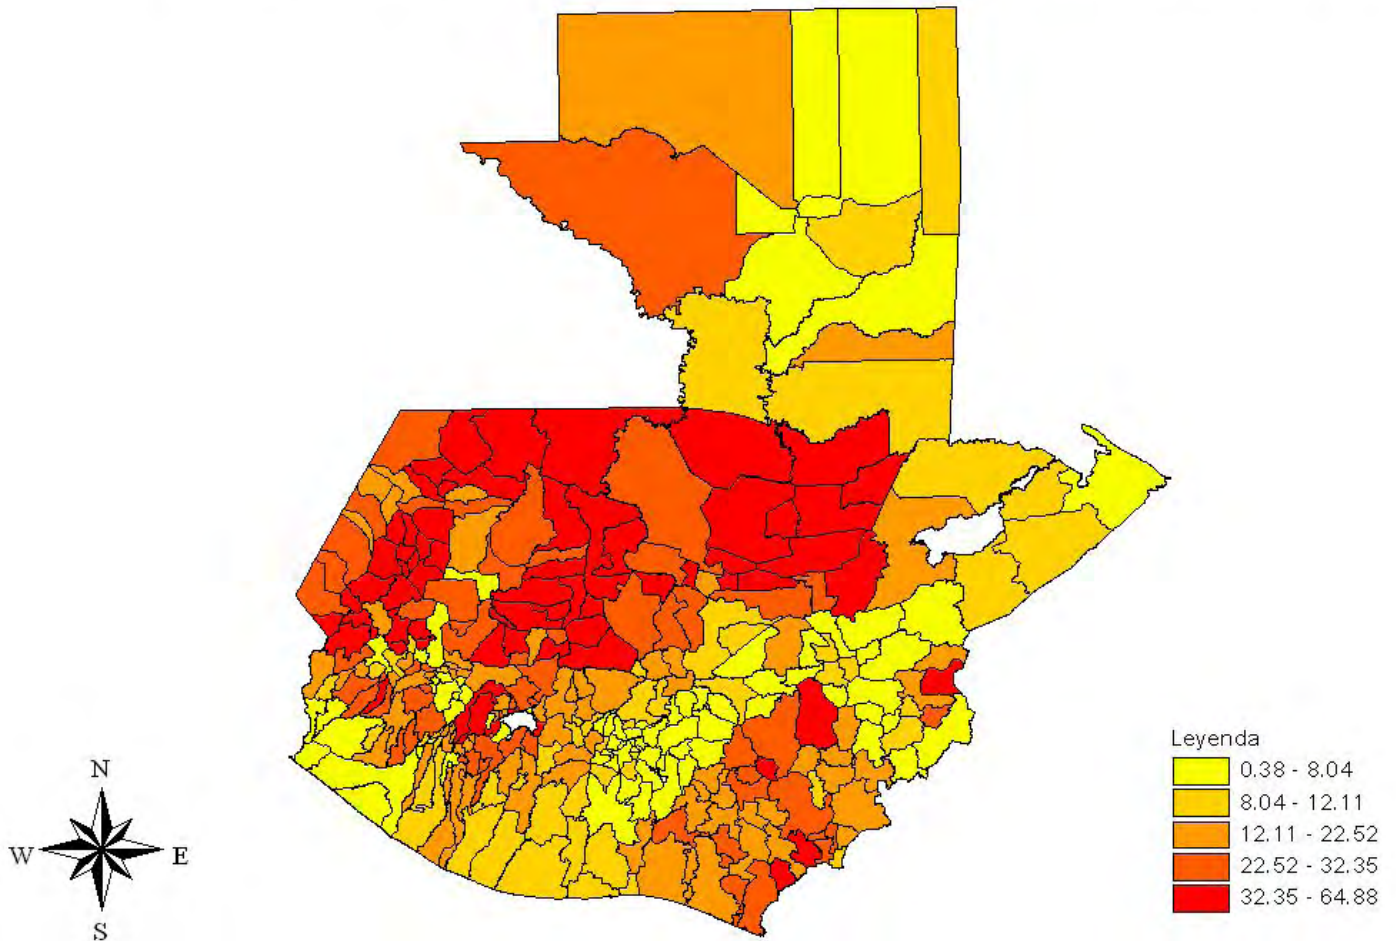 Leyenda
0.38 - 8.04
8.04 - 12.11
12.11 - 22.52
22.52 - 32.35
32.35 - 64.88
N
W E
S